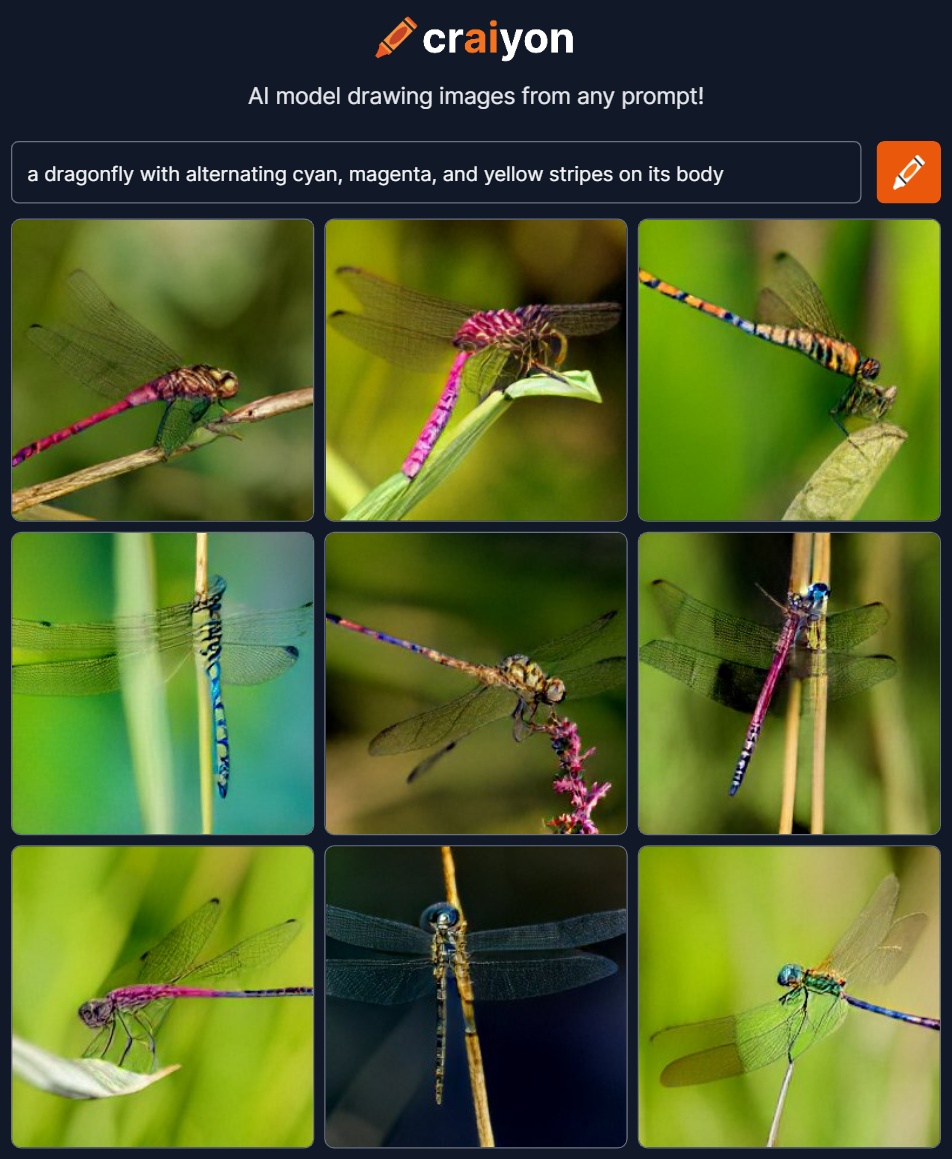 craiyon
AI model drawing images from any prompt!
a dragonfly with alternating cyan, magenta, and yellow stripes on its body